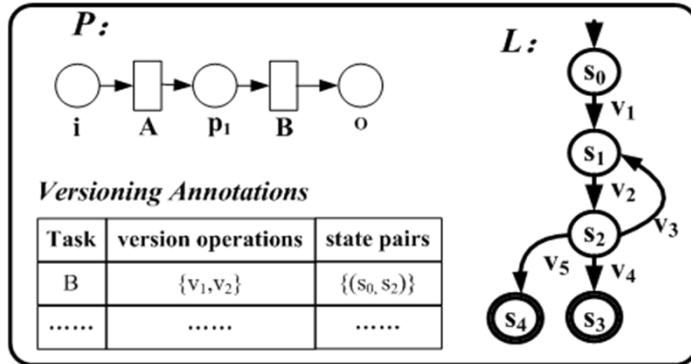 P:
i A p₁ B o
Versioning Annotations
Task version operations state pairs
B {v₁,v₂} {(s₀, s₂)}
...... ...... ......
L:
s₀
v₁
s₁
v₂
v₃
s₂
v₅ v₄
s₄ s₃